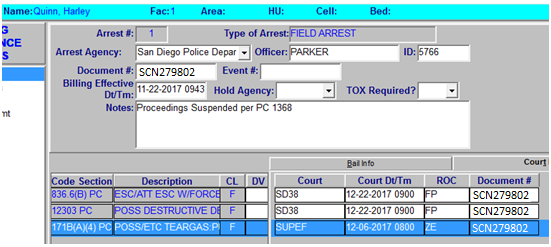 Name: Quinn, Harley Fac: 1 Area: HU: Cell: Bed:
G
NCE
S
mt
Arrest #: 1 Type of Arrest: FIELD ARREST
Arrest Agency: San Diego Police Depar Officer: PARKER ID: 5766
Document #: SCN279802 Event #:
Billing Effective Dt/Tm: 11-22-2017 0943 Hold Agency: TOX Required?
Notes: Proceedings Suspended per PC 1368
Bail Info Court
Code Section Description CL DV Court Court Dt/Tm ROC Document #
836.6(B) PC ESC/ATT ESC W/FORCE F SD38 12-22-2017 0900 FP SCN279802
12303 PC POSS DESTRUCTIVE DE F SD38 12-22-2017 0900 FP SCN279802
171B(A)(4) PC POSS/ETC TEARGAS: F SUPEF 12-06-2017 0800 ZE SCN279802